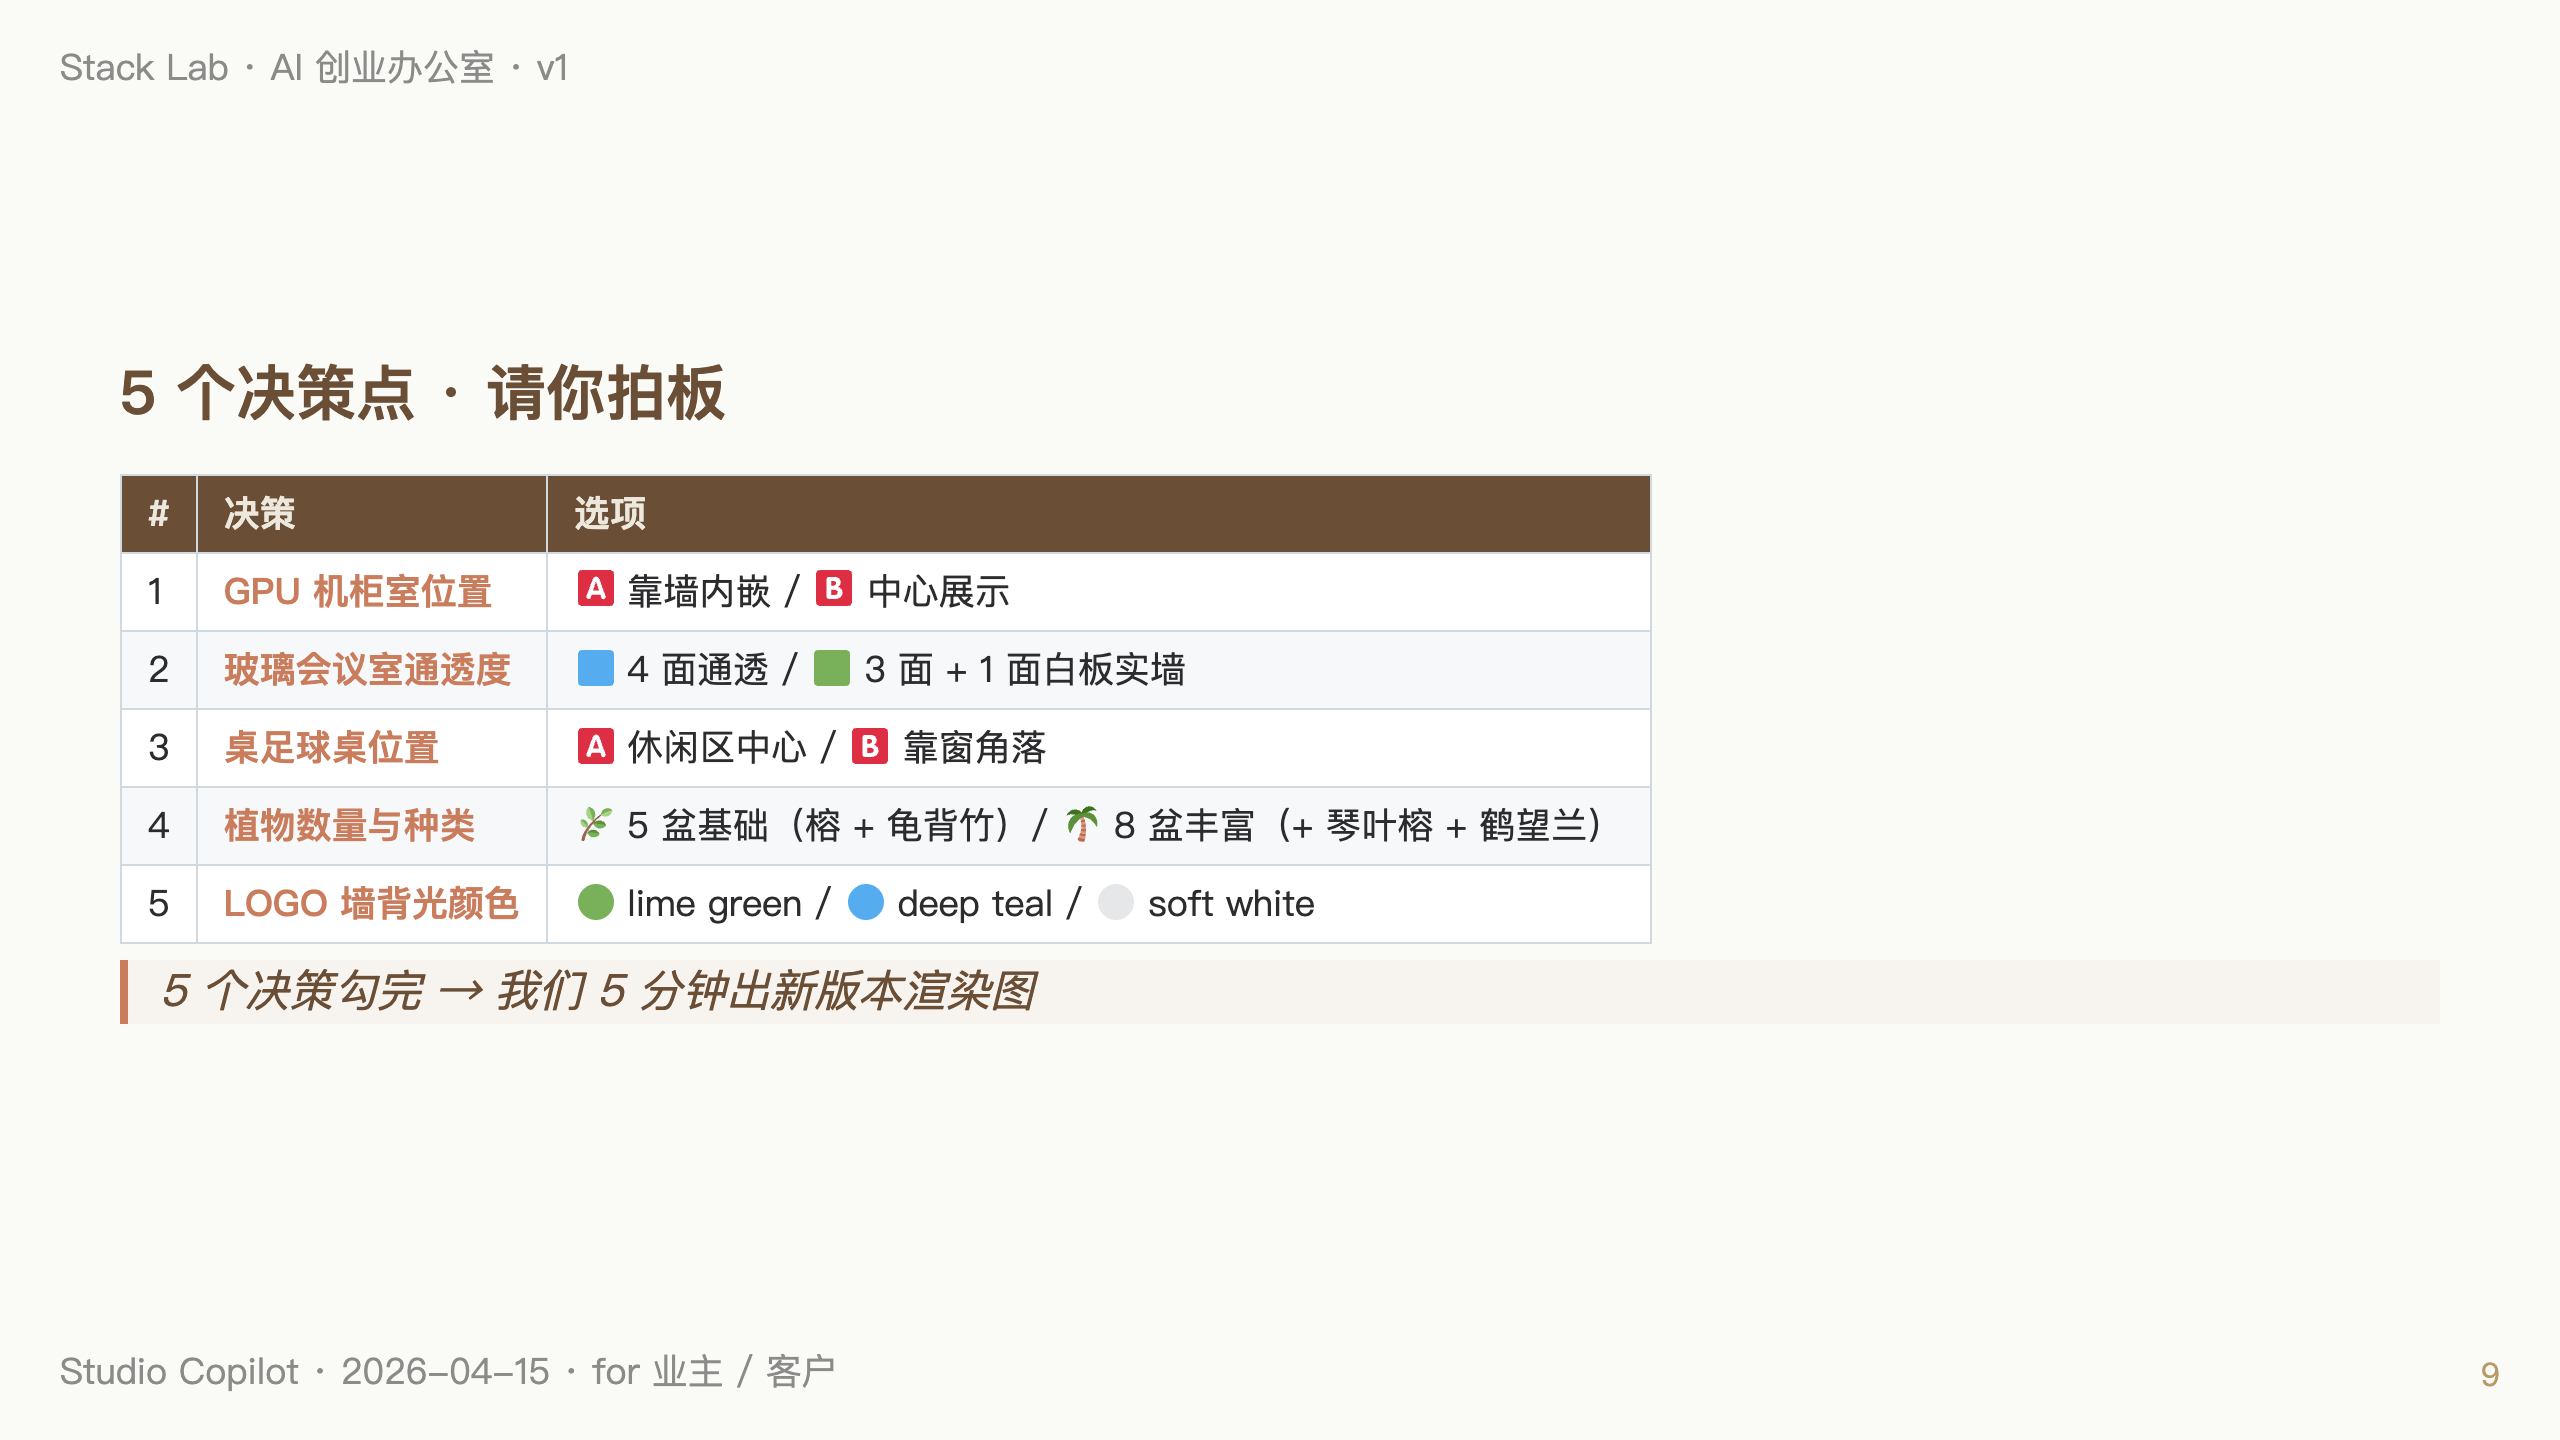 Stack Lab · AI 创业办公室 · v1
5 个决策点 · 请你拍板
# 决策 选项
1 GPU 机柜室位置 🅰 靠墙内嵌 / 🅱 中心展示
2 玻璃会议室通透度 🟦 4 面通透 / 🟩 3 面 + 1 面白板实墙
3 桌足球桌位置 🅰 休闲区中心 / 🅱 靠窗角落
4 植物数量与种类 🌿 5 盆基础（榕 + 龟背竹）/ 🌴 8 盆丰富（+ 琴叶榕 + 鹤望兰）
5 LOGO 墙背光颜色 🟢 lime green / 🔵 deep teal / ⚪ soft white
5 个决策勾完 → 我们 5 分钟出新版本渲染图
Studio Copilot · 2026-04-15 · for 业主 / 客户
9